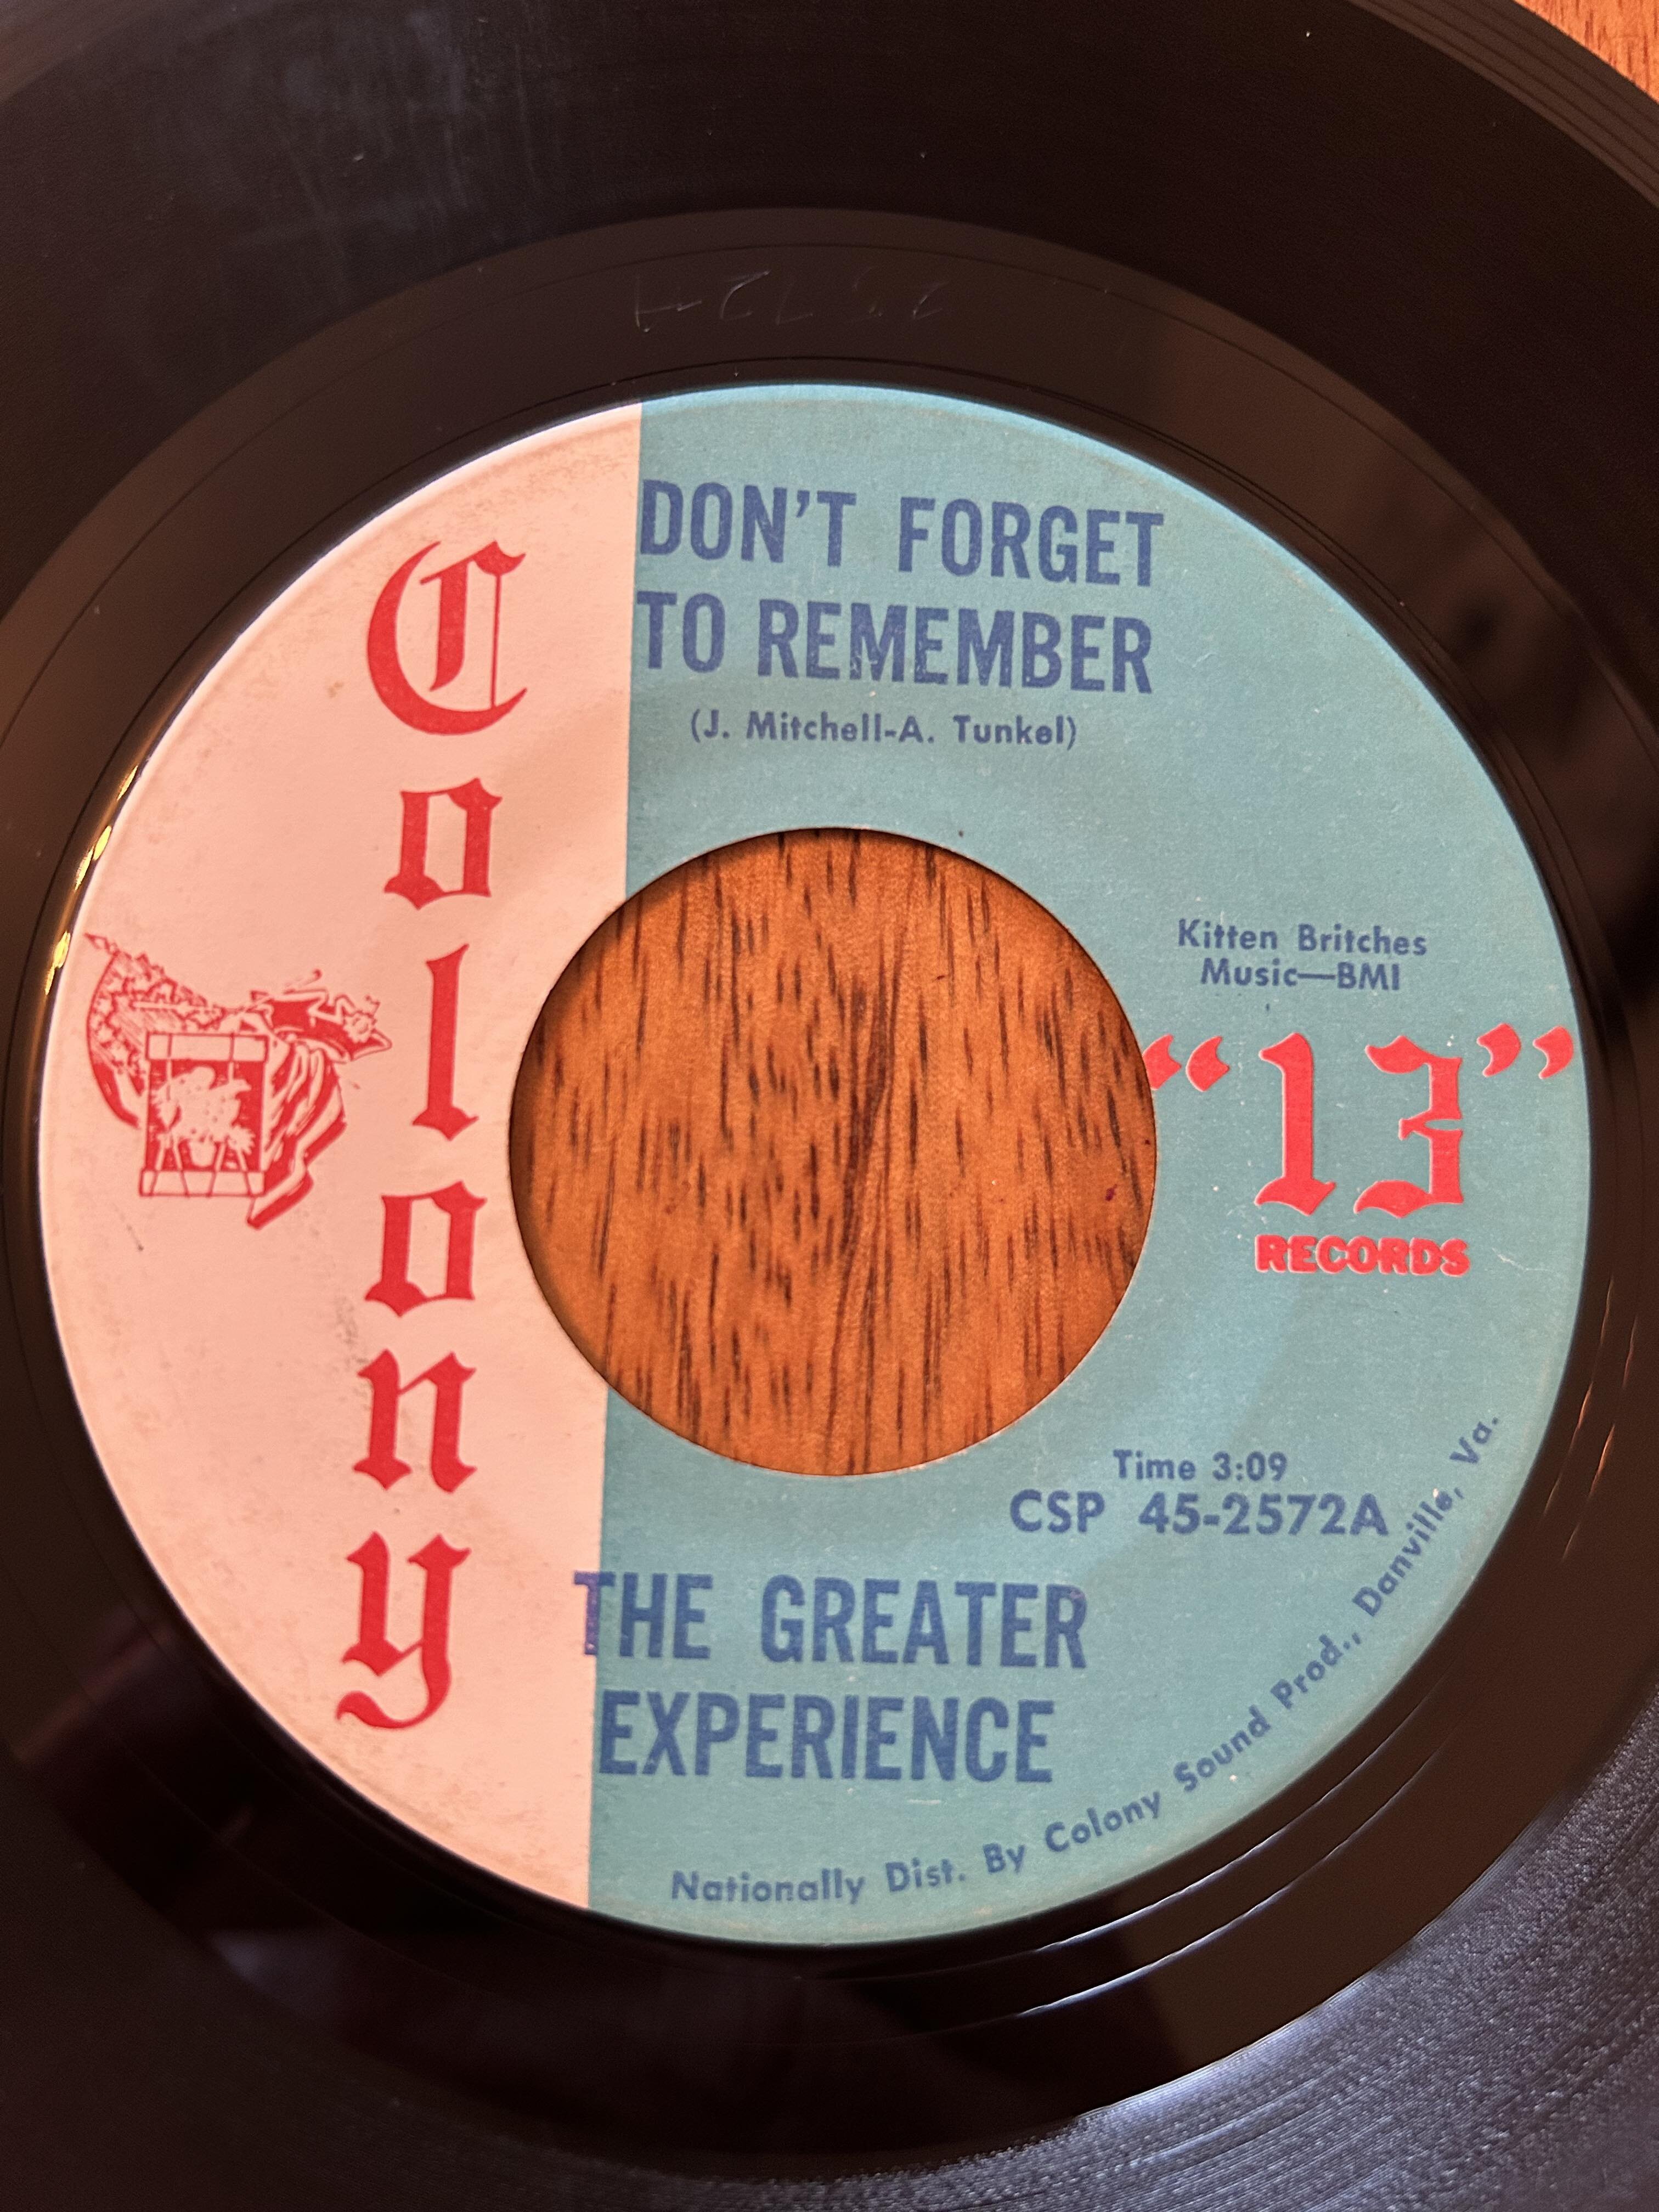 Colony
DON'T FORGET
TO REMEMBER
(J. Mitchell-A. Tunkel)
Kitten Britches
Music—BMI
“13”
RECORDS
Time 3:09
CSP 45-2572A
THE GREATER
EXPERIENCE
Nationally Dist. By Colony Sound Prod., Danville, Va.